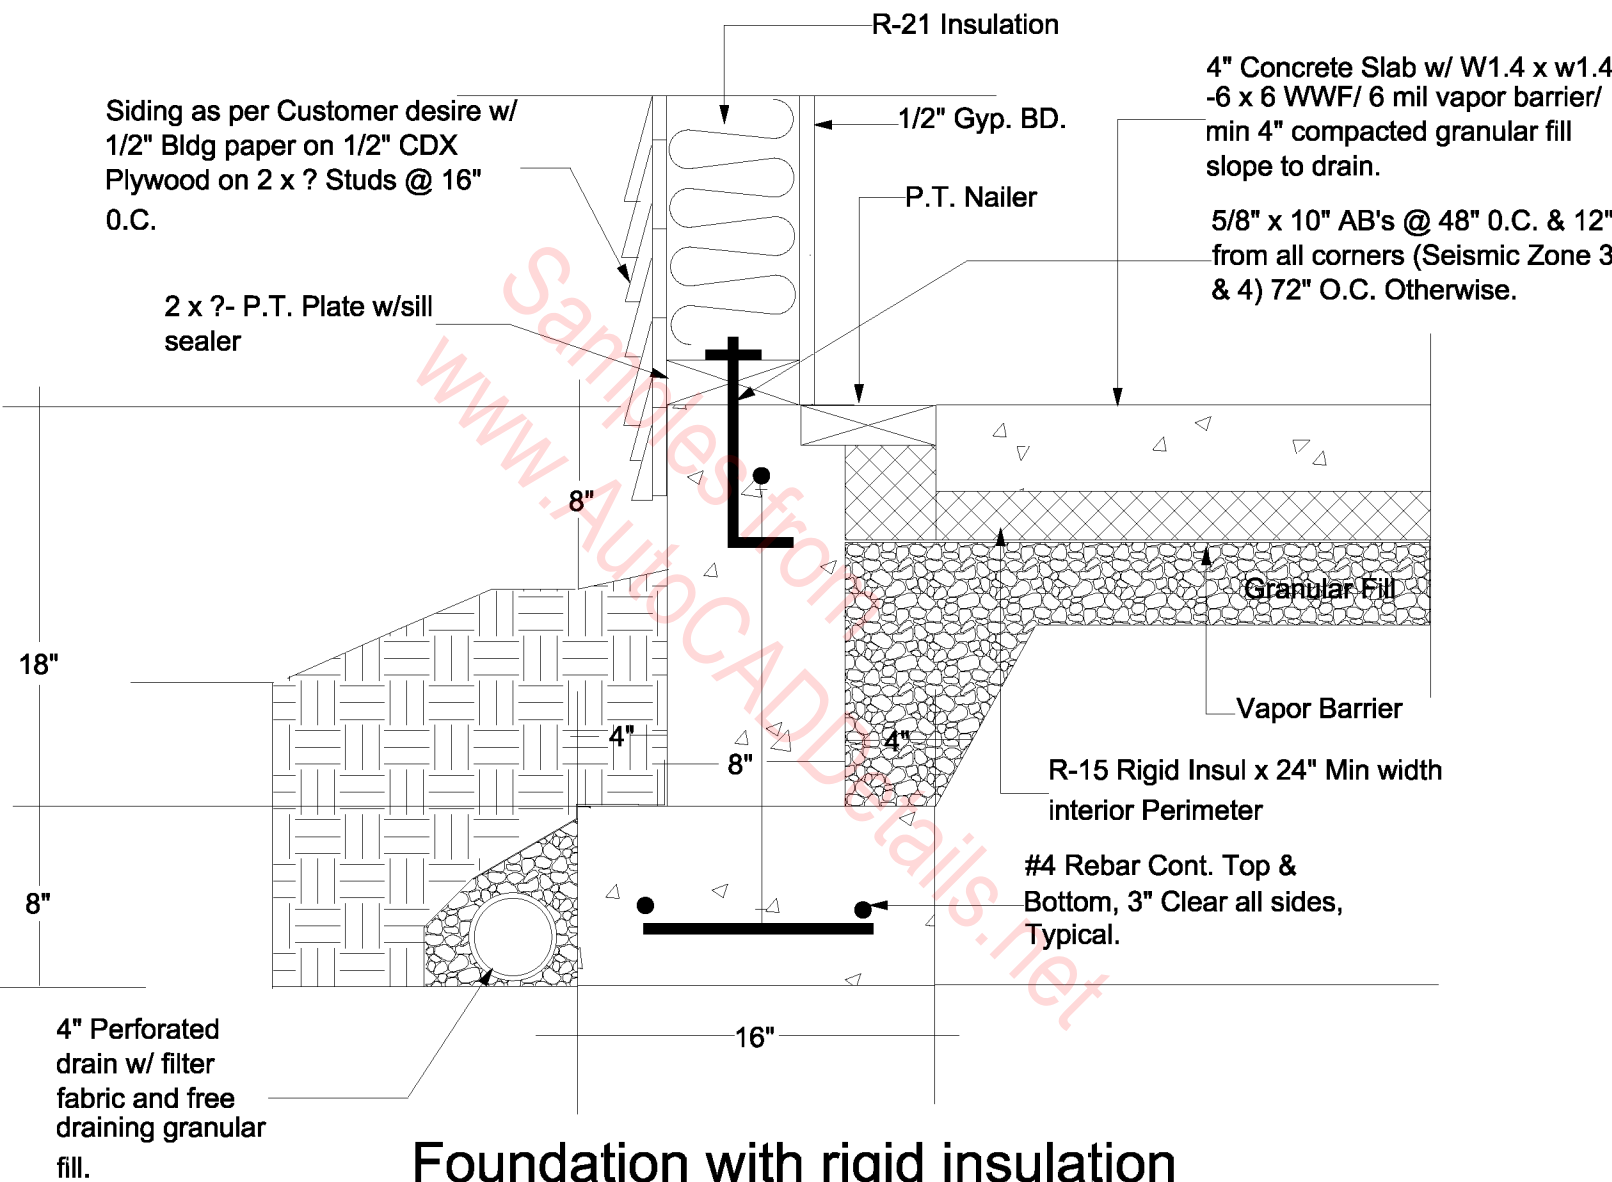 R-21 Insulation
4" Concrete Slab w/ W1.4 x w1.4
-6 x 6 WWF/ 6 mil vapor barrier/
min 4" compacted granular fill
slope to drain.
Siding as per Customer desire w/
1/2" Bldg paper on 1/2" CDX
Plywood on 2 x ? Studs @ 16"
0.C.
1/2" Gyp. BD.
P.T. Nailer
5/8" x 10" AB's @ 48" 0.C. & 12"
from all corners (Seismic Zone 3
& 4) 72" O.C. Otherwise.
2 x ?- P.T. Plate w/sill
sealer
Samples from
www.AutoCADDetails.net
8"
Granular Fill
18"
Vapor Barrier
4"
8"
4"
R-15 Rigid Insul x 24" Min width
interior Perimeter
#4 Rebar Cont. Top &
Bottom, 3" Clear all sides,
Typical.
8"
16"
4" Perforated
drain w/ filter
fabric and free
draining granular
fill.
Foundation with rigid insulation